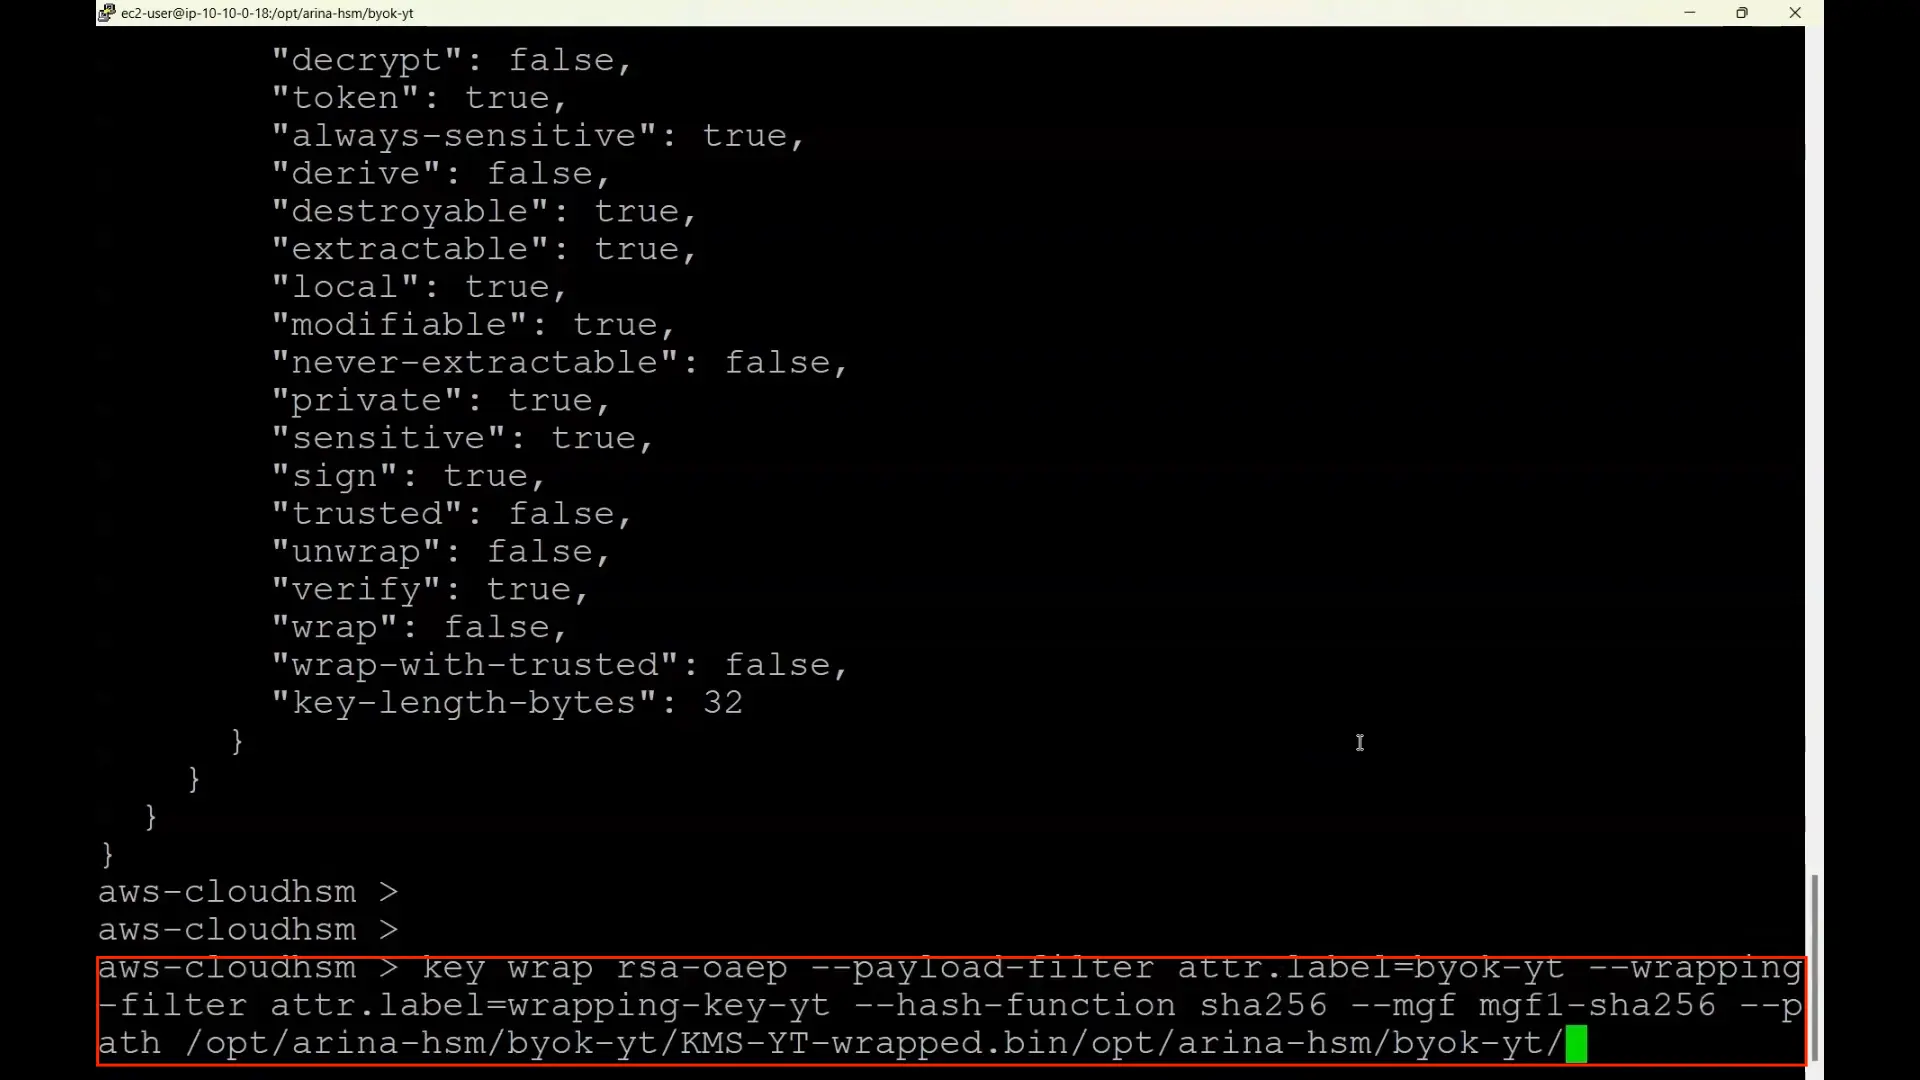 ec2-user@ip-10-10-0-18:/opt/arina-hsm/byok-yt
"decrypt": false,
"token": true,
"always-sensitive": true,
"derive": false,
"destroyable": true,
"extractable": true,
"local": true,
"modifiable": true,
"never-extractable": false,
"private": true,
"sensitive": true,
"sign": true,
"trusted": false,
"unwrap": false,
"verify": true,
"wrap": false,
"wrap-with-trusted": false,
"key-length-bytes": 32
}
}
}
}
aws-cloudhsm >
aws-cloudhsm >
aws-cloudhsm > key wrap rsa-oaep --payload-filter attr.label=byok-yt --wrapping
-filter attr.label=wrapping-key-yt --hash-function sha256 --mgf mgf1-sha256 --p
ath /opt/arina-hsm/byok-yt/KMS-YT-wrapped.bin/opt/arina-hsm/byok-yt/